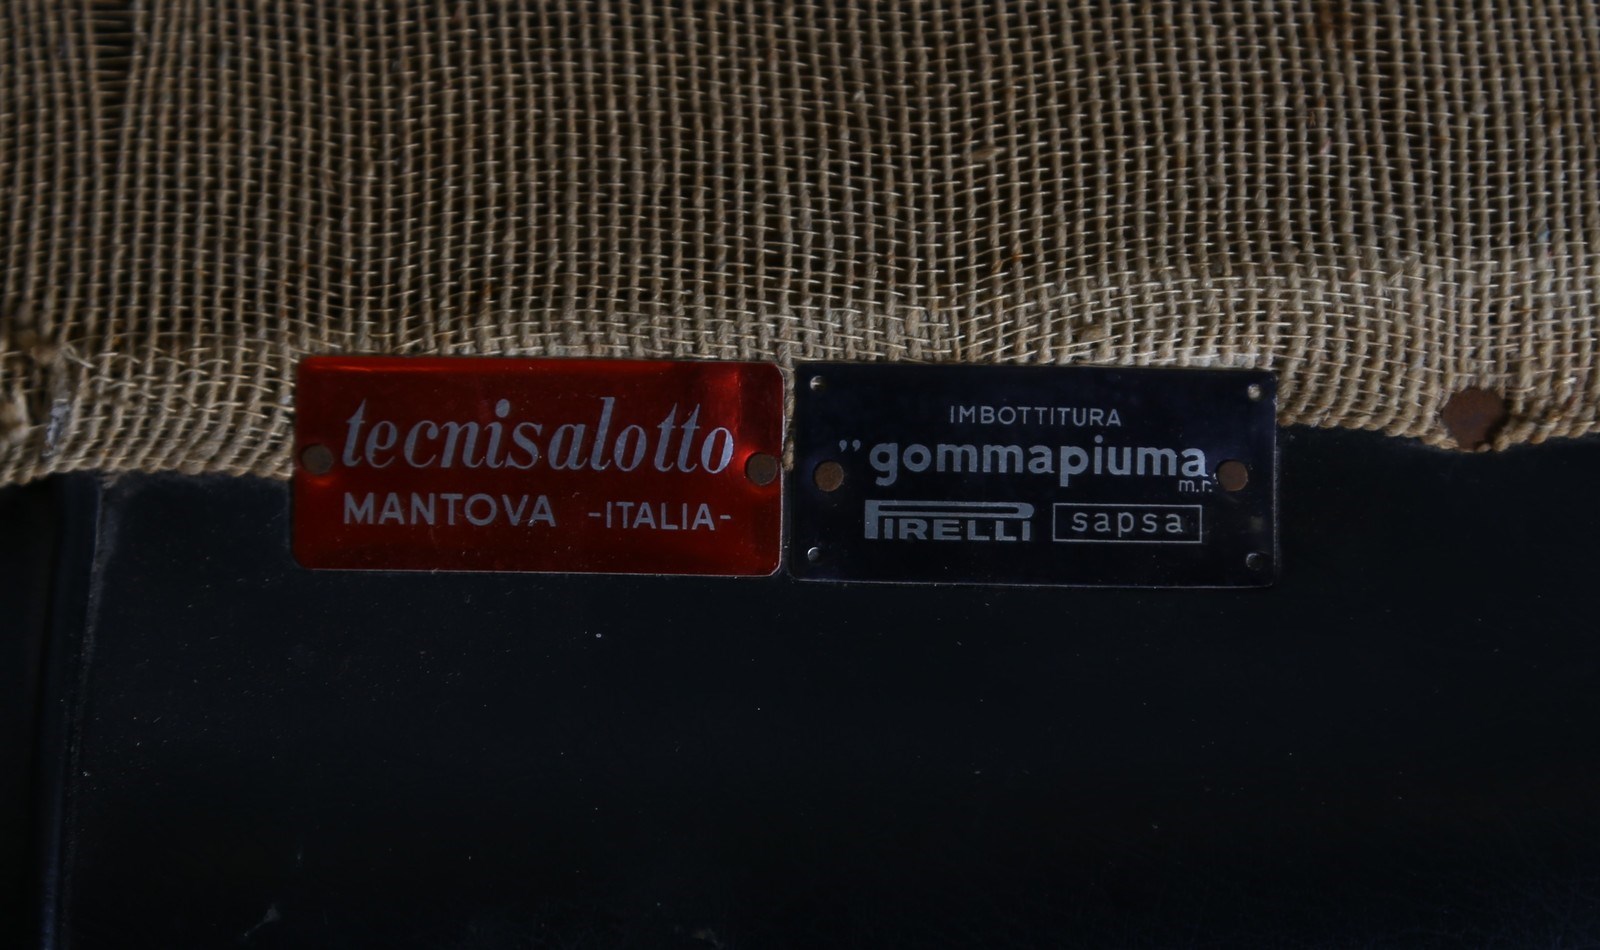 tecnisalotto
MANTOVA -ITALIA-
IMBOTTITURA
"gommapiuma"
m.r.
PIRELLI sapsa